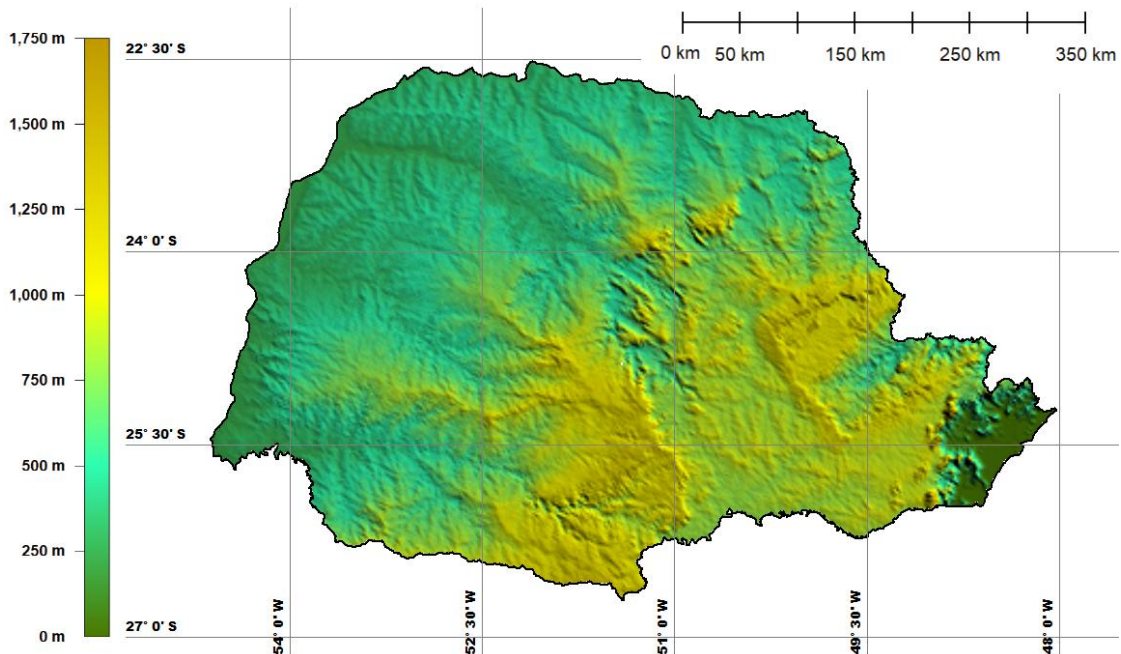 1,750 m
1,500 m
1,250 m
1,000 m
750 m
500 m
250 m
0 m
0 km 50 km 150 km 250 km 350 km
22° 30' S
24° 0' S
25° 30' S
27° 0' S
54° 0' W
52° 30' W
51° 0' W
49° 30' W
48° 0' W